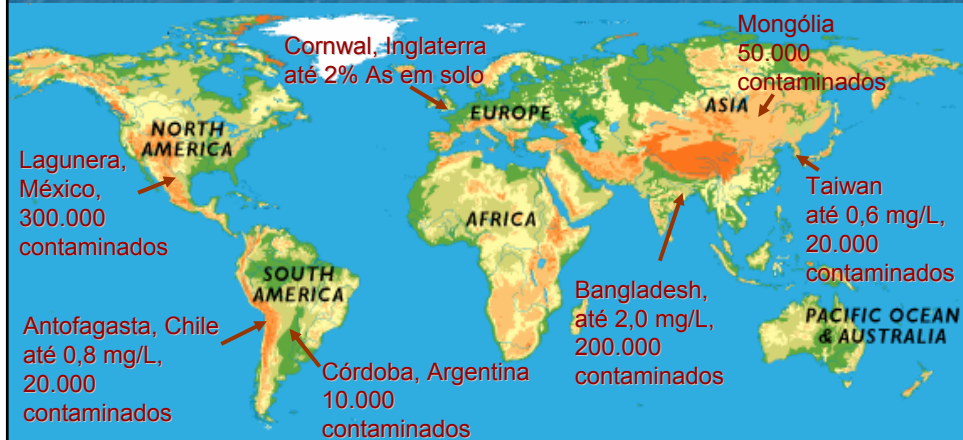 Cornwal, Inglaterra
até 2% As em solo
Mongólia
50.000
contaminados
EUROPE
ASIA
NORTH
AMERICA
Lagunera,
México,
300.000
contaminados
AFRICA
Taiwan
até 0,6 mg/L,
20.000
contaminados
SOUTH
AMERICA
Bangladesh,
até 2,0 mg/L,
200.000
contaminados
PACIFIC OCEAN
& AUSTRALIA
Antofagasta, Chile
até 0,8 mg/L,
20.000
contaminados
Córdoba, Argentina
10.000
contaminados